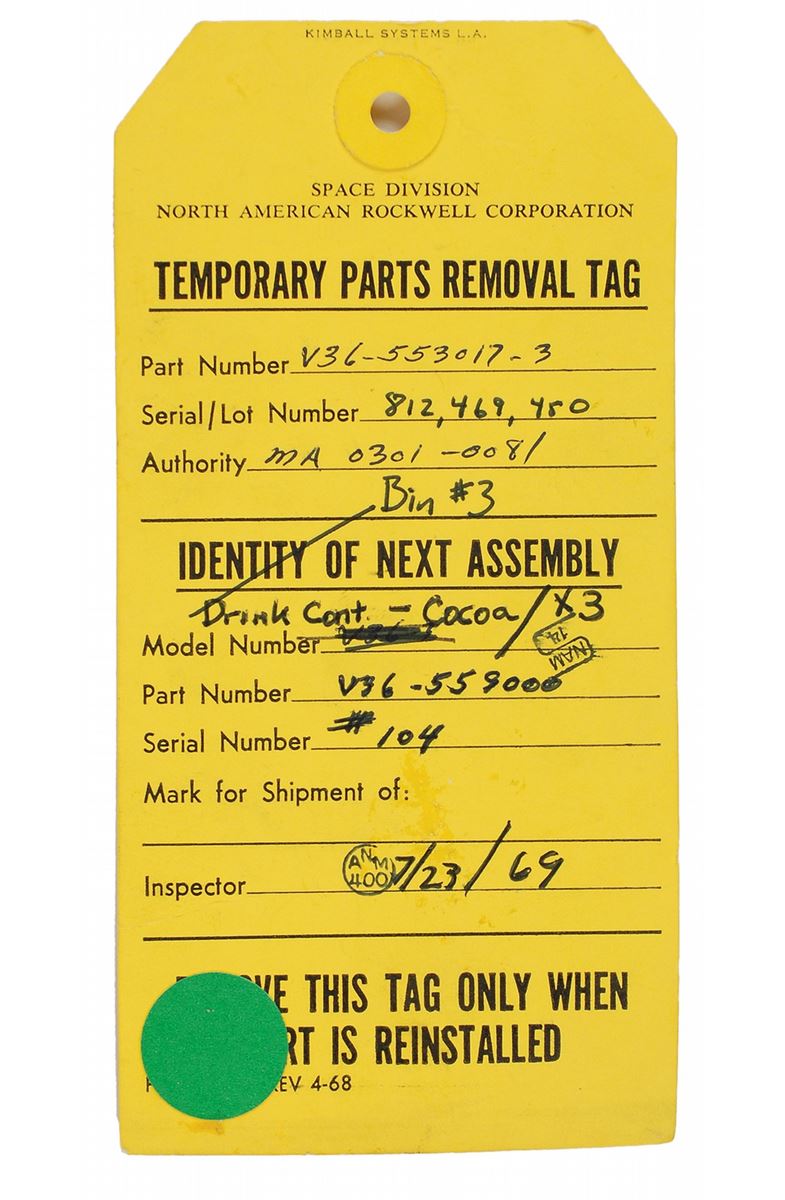 KIMBALL SYSTEMS L.A.
SPACE DIVISION
NORTH AMERICAN ROCKWELL CORPORATION
TEMPORARY PARTS REMOVAL TAG
Part Number V36-553017-3
Serial/Lot Number 812,469,450
Authority MA 0301-0081
Bin #3
IDENTITY OF NEXT ASSEMBLY
Drink Cont. - Cocoa/X3
Model Number
NAM
Part Number V36-559000
Serial Number # 104
Mark for Shipment of:
Inspector ANM 400 7/23/69
THIS TAG ONLY WHEN
IS REINSTALLED
REV 4-68